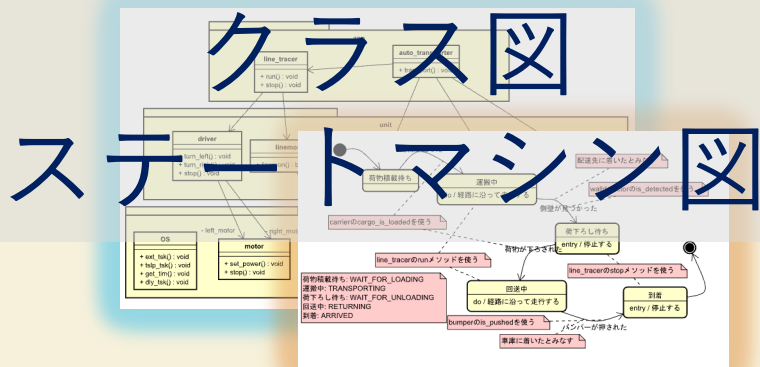 クラス図
ステートマシン図
line_tracer
+ run() : void
+ stop() : void
unit
driver
+ turn_left() : void
+ stop() : void
- left_motor
OS
+ ext_tsk() : void
+ tslp_tsk() : void
+ get_tim() : void
+ dly_tsk() : void
motor
+ set_power() : void
+ stop() : void
荷物積載待ち
運搬中
do / 経路に沿って走行する
配達先に着いたとみなす
carrierのcargo_is_loadedを使う
側壁が見つかった
荷下ろし待ち
entry / 停止する
荷物が下ろされた
line_tracerのrunメソッドを使う
line_tracerのstopメソッドを使う
荷物積載待ち: WAIT_FOR_LOADING
運搬中: TRANSPORTING
荷下ろし待ち: WAIT_FOR_UNLOADING
回送中: RETURNING
到着: ARRIVED
回送中
do / 経路に沿って走行する
到着
entry / 停止する
bumperのis_pushedを使う
バンパーが押された
車庫に着いたとみなす